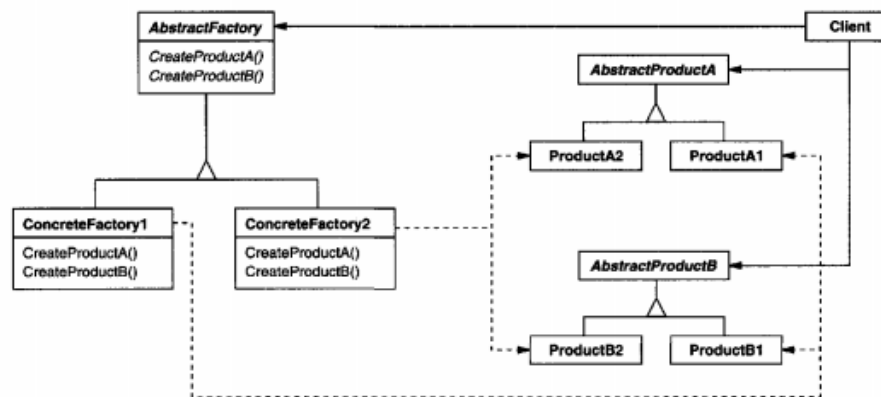 AbstractFactory
CreateProductA()
CreateProductB()
Client
AbstractProductA
ProductA2
ProductA1
ConcreteFactory1
CreateProductA()
CreateProductB()
ConcreteFactory2
CreateProductA()
CreateProductB()
AbstractProductB
ProductB2
ProductB1